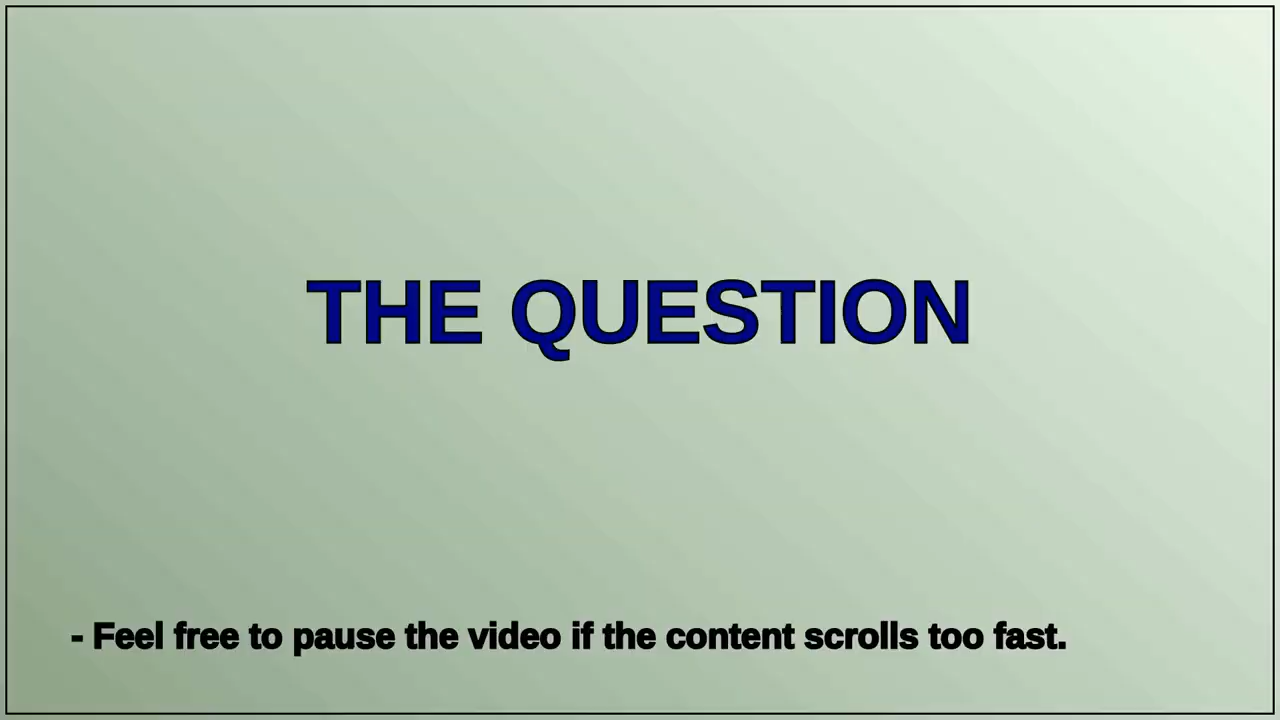 THE QUESTION
- Feel free to pause the video if the content scrolls too fast.